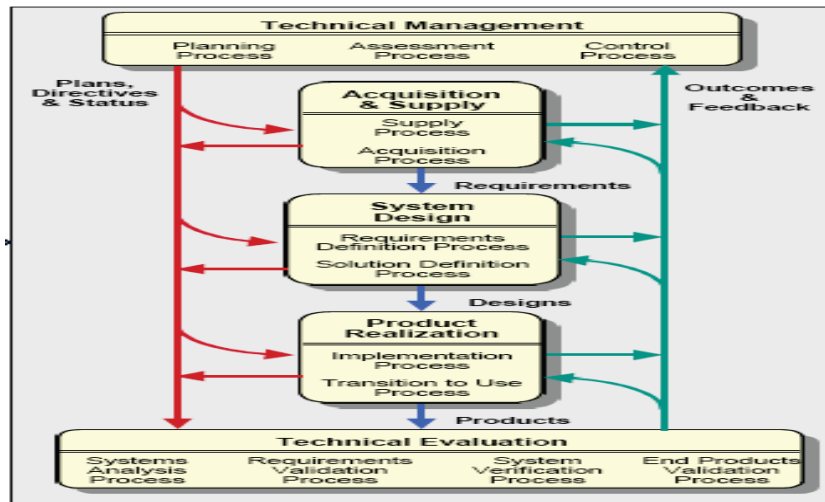 Technical Management
Planning Process
Assessment Process
Control Process
Plans,
Directives
& Status
Outcomes
&
Feedback
Acquisition
& Supply
Supply
Process
Acquisition
Process
Requirements
System
Design
Requirements
Definition Process
Solution Definition
Process
Designs
Product
Realization
Implementation
Process
Transition to Use
Process
Products
Technical Evaluation
Systems
Analysis
Process
Requirements
Validation
Process
System
Verification
Process
End Products
Validation
Process